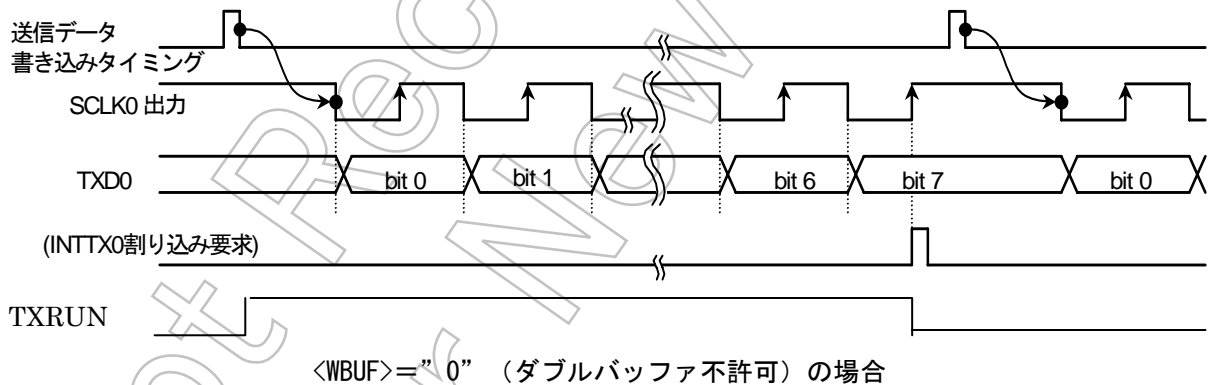 送信データ
書き込みタイミング
SCLK0 出力
TXD0
bit 0
bit 1
bit 6
bit 7
bit 0
(INTTX0割り込み要求)
TXRUN
<WBUF>=”0” (ダブルバッファ不許可) の場合